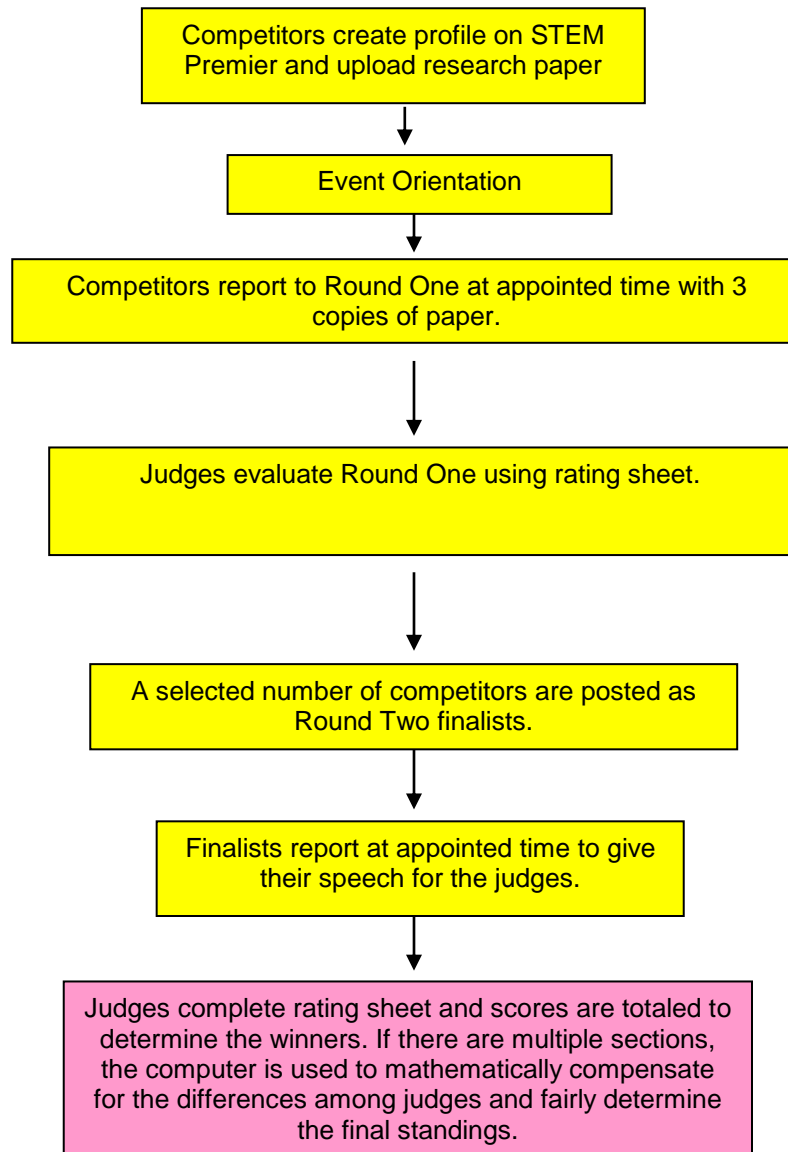 Competitors create profile on STEM
Premier and upload research paper
Event Orientation
Competitors report to Round One at appointed time with 3
copies of paper.
Judges evaluate Round One using rating sheet.
A selected number of competitors are posted as
Round Two finalists.
Finalists report at appointed time to give
their speech for the judges.
Judges complete rating sheet and scores are totaled to
determine the winners. If there are multiple sections,
the computer is used to mathematically compensate
for the differences among judges and fairly determine
the final standings.